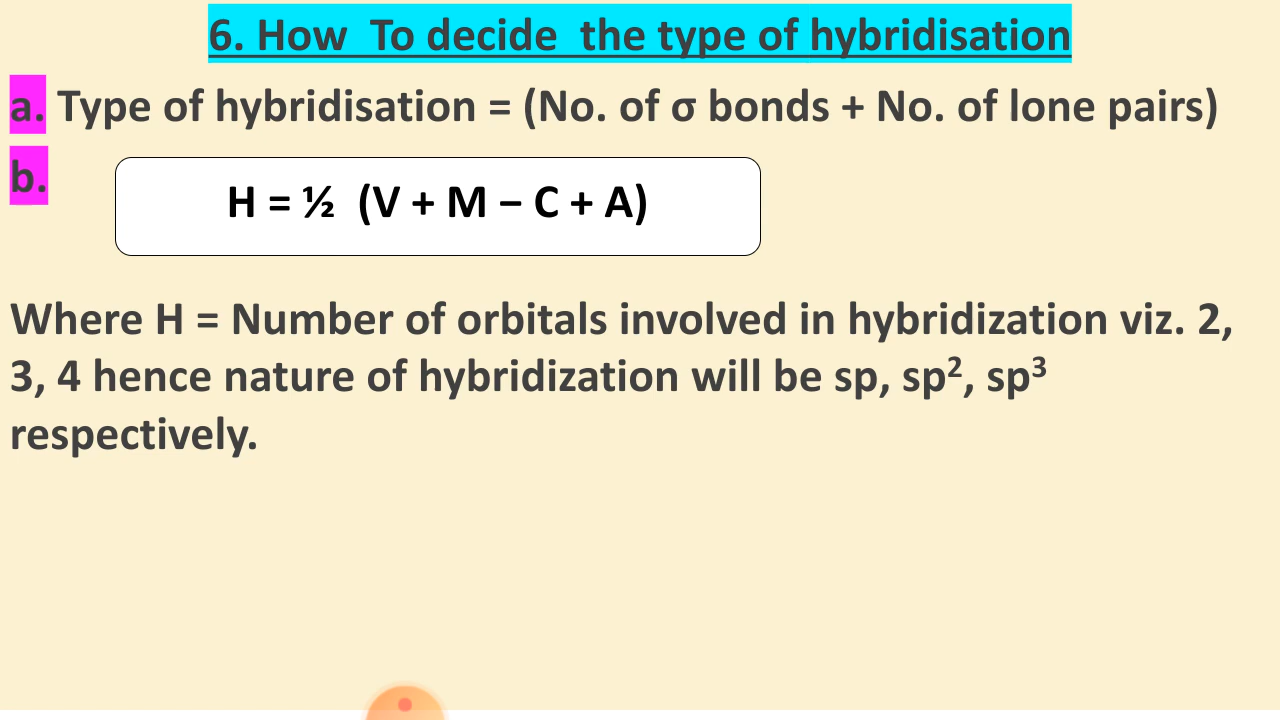 6. How  To decide  the type of hybridisation
a. Type of hybridisation = (No. of σ bonds + No. of lone pairs)
b.
H = ½  (V + M – C + A)
Where H = Number of orbitals involved in hybridization viz. 2,
3, 4 hence nature of hybridization will be sp, sp², sp³
respectively.